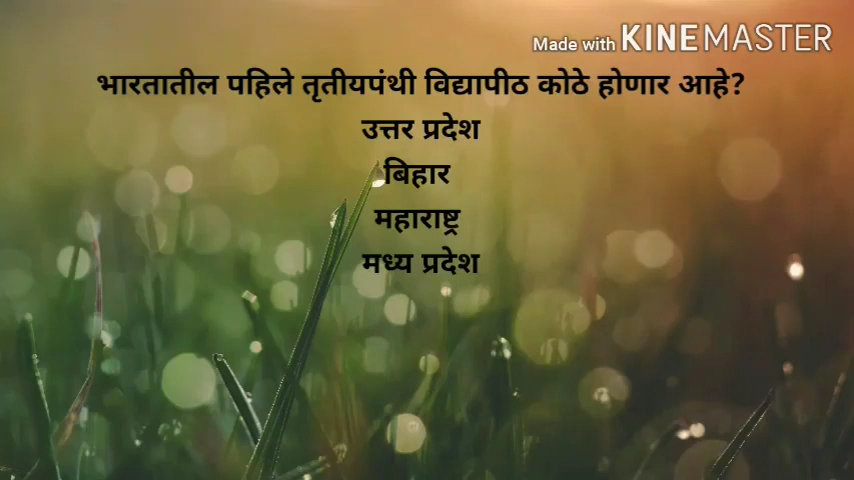 Made with KINEMASTER
भारतातील पहिले तृतीयपंथी विद्यापीठ कोठे होणार आहे?
उत्तर प्रदेश
बिहार
महाराष्ट्र
मध्य प्रदेश